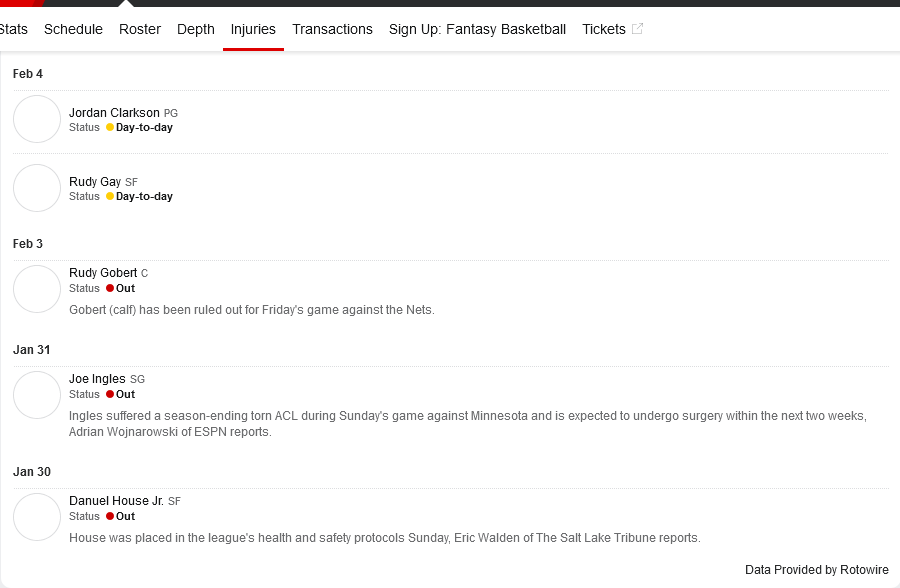 Stats Schedule Roster Depth Injuries Transactions Sign Up: Fantasy Basketball Tickets
Feb 4
Jordan Clarkson PG
Status Day-to-day
Rudy Gay SF
Status Day-to-day
Feb 3
Rudy Gobert C
Status Out
Gobert (calf) has been ruled out for Friday's game against the Nets.
Jan 31
Joe Ingles SG
Status Out
Ingles suffered a season-ending torn ACL during Sunday's game against Minnesota and is expected to undergo surgery within the next two weeks,
Adrian Wojnarowski of ESPN reports.
Jan 30
Danuel House Jr. SF
Status Out
House was placed in the league's health and safety protocols Sunday, Eric Walden of The Salt Lake Tribune reports.
Data Provided by Rotowire